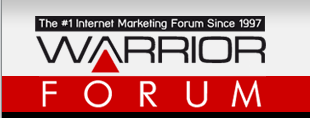 The #1 Internet Marketing Forum Since 1997
WARRIOR
FORUM